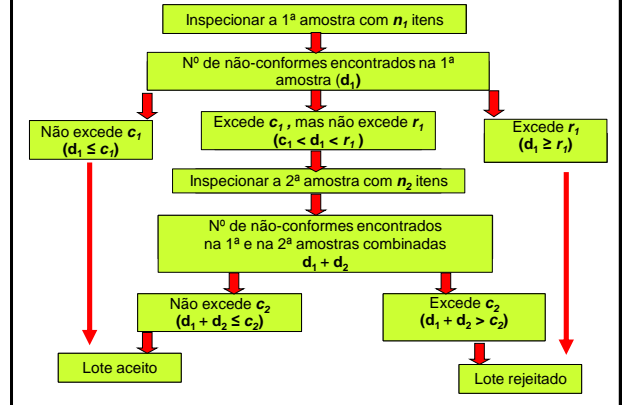 Inspecionar a 1ª amostra com n₁ itens
Nº de não-conformes encontrados na 1ª
amostra (d₁)
Não excede c₁
(d₁ ≤ c₁)
Excede c₁ , mas não excede r₁
(c₁ < d₁ < r₁ )
Excede r₁
(d₁ ≥ r₁)
Inspecionar a 2ª amostra com n₂ itens
Nº de não-conformes encontrados
na 1ª e na 2ª amostras combinadas
d₁ + d₂
Não excede c₂
(d₁ + d₂ ≤ c₂)
Excede c₂
(d₁ + d₂ > c₂)
Lote aceito
Lote rejeitado